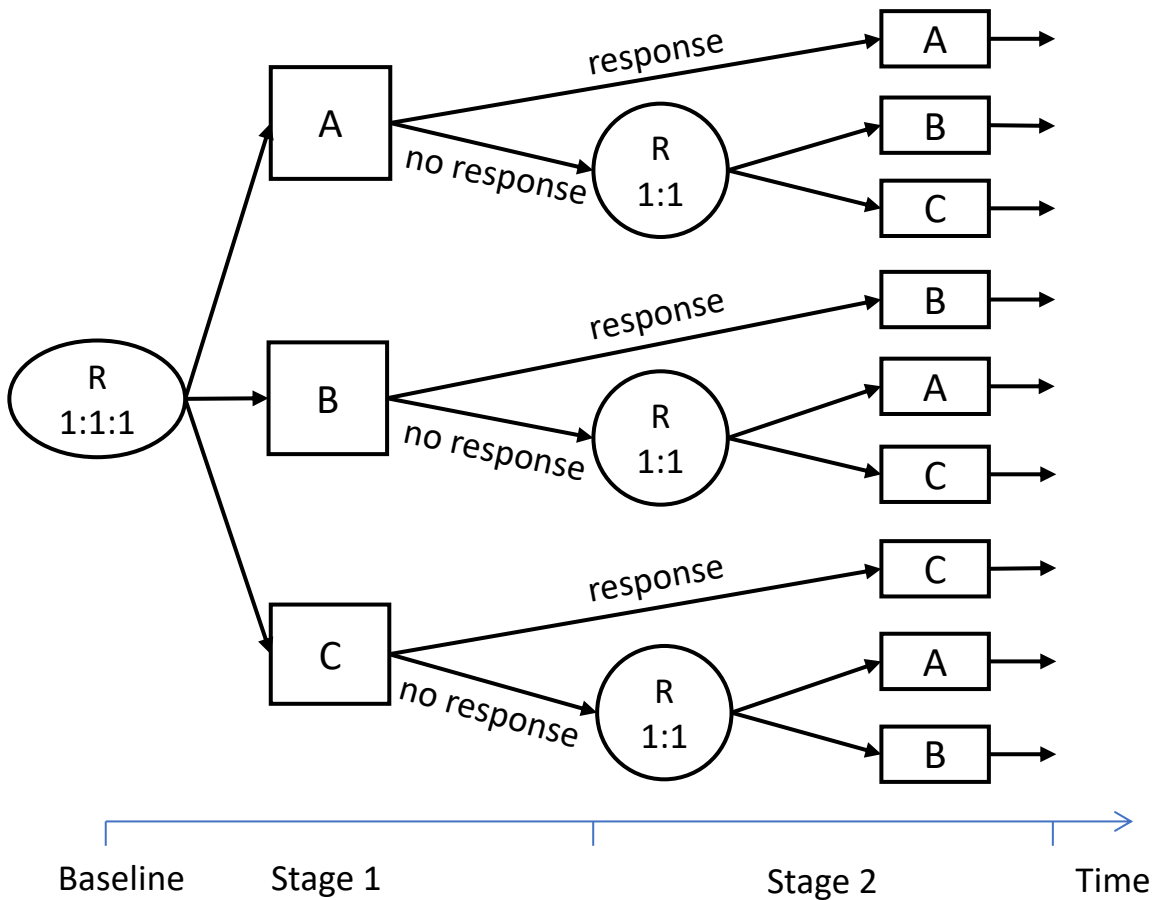 A
response
A
no response
R
1:1
B
C
R
1:1:1
B
response
B
no response
R
1:1
A
C
C
response
C
no response
R
1:1
A
B
Baseline
Stage 1
Stage 2
Time